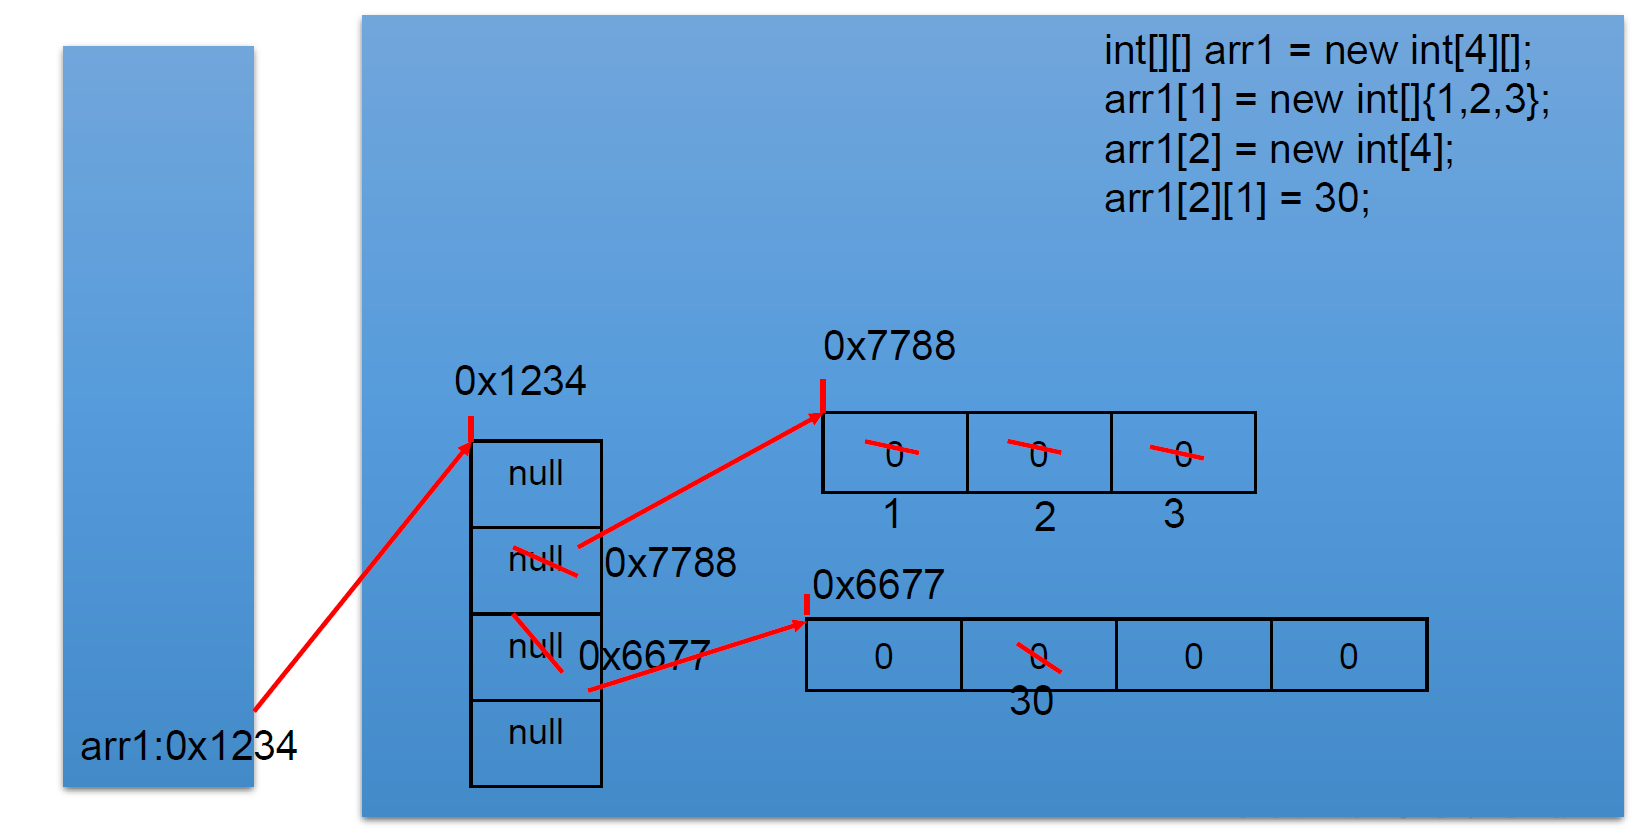 int[][] arr1 = new int[4][];
arr1[1] = new int[]{1,2,3};
arr1[2] = new int[4];
arr1[2][1] = 30;
0x7788
0x1234
0 0 0
null
1 2 3
null 0x7788
0x6677
null 0x6677
0 0 0 0
30
null
arr1:0x1234